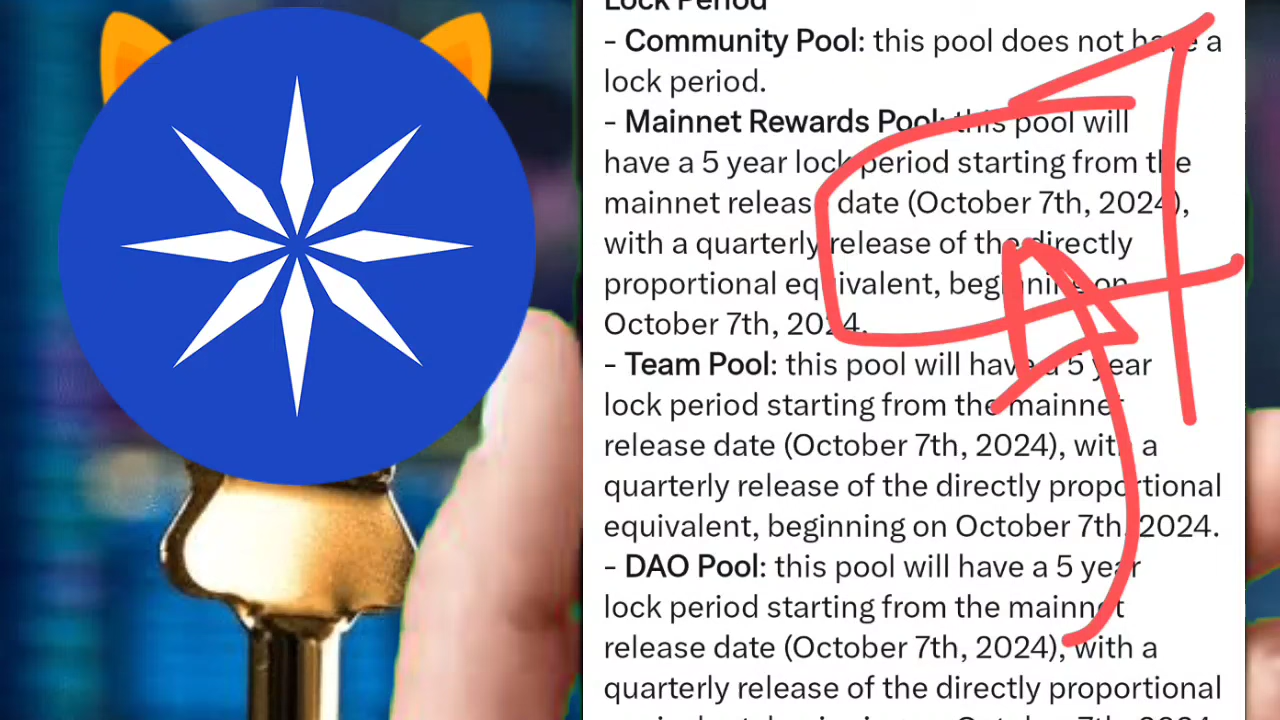 Lock Period
- Community Pool: this pool does not have a
lock period.
- Mainnet Rewards Pool: this pool will
have a 5 year lock period starting from the
mainnet release date (October 7th, 2024),
with a quarterly release of the directly
proportional equivalent, beginning on
October 7th, 2024.
- Team Pool: this pool will have a 5 year
lock period starting from the mainnet
release date (October 7th, 2024), with a
quarterly release of the directly proportional
equivalent, beginning on October 7th, 2024.
- DAO Pool: this pool will have a 5 year
lock period starting from the mainnet
release date (October 7th, 2024), with a
quarterly release of the directly proportional